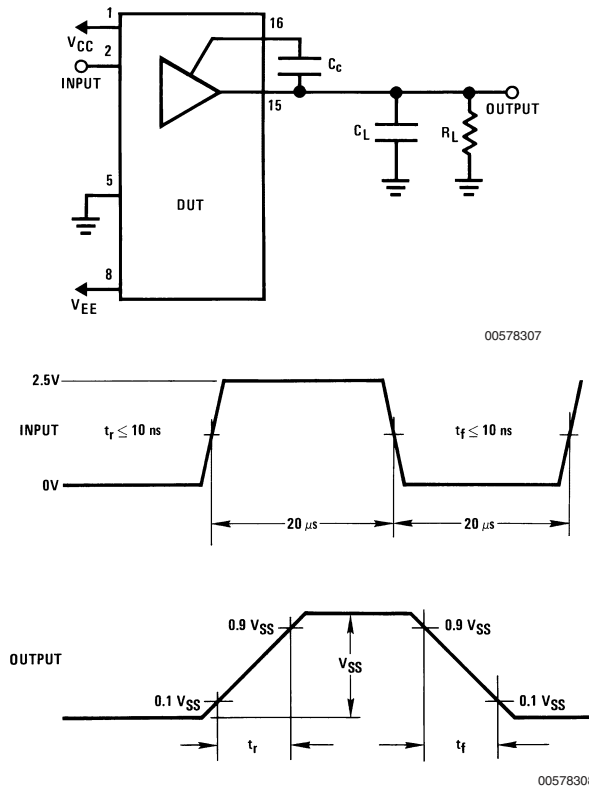 1
16
VCC
2
Cc
INPUT
15
OUTPUT
CL
RL
5
DUT
8
VEE
00578307
2.5V
INPUT
tr ≤ 10 ns
tf ≤ 10 ns
0V
20 μs
20 μs
0.9 VSS
0.9 VSS
OUTPUT
VSS
0.1 VSS
0.1 VSS
tr
tf
00578308